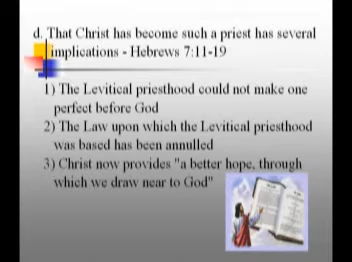 d. That Christ has become such a priest has several
implications - Hebrews 7:11-19
1) The Levitical priesthood could not make one
perfect before God
2) The Law upon which the Levitical priesthood
was based has been annulled
3) Christ now provides "a better hope, through
which we draw near to God"